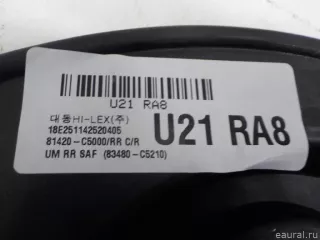 U21 RA8
대동HI-LEX(주)
18E251142520405
81420-C5000/RR C/R
UM RR SAF (83480-C5210)
U21 RA8
eaural.ru